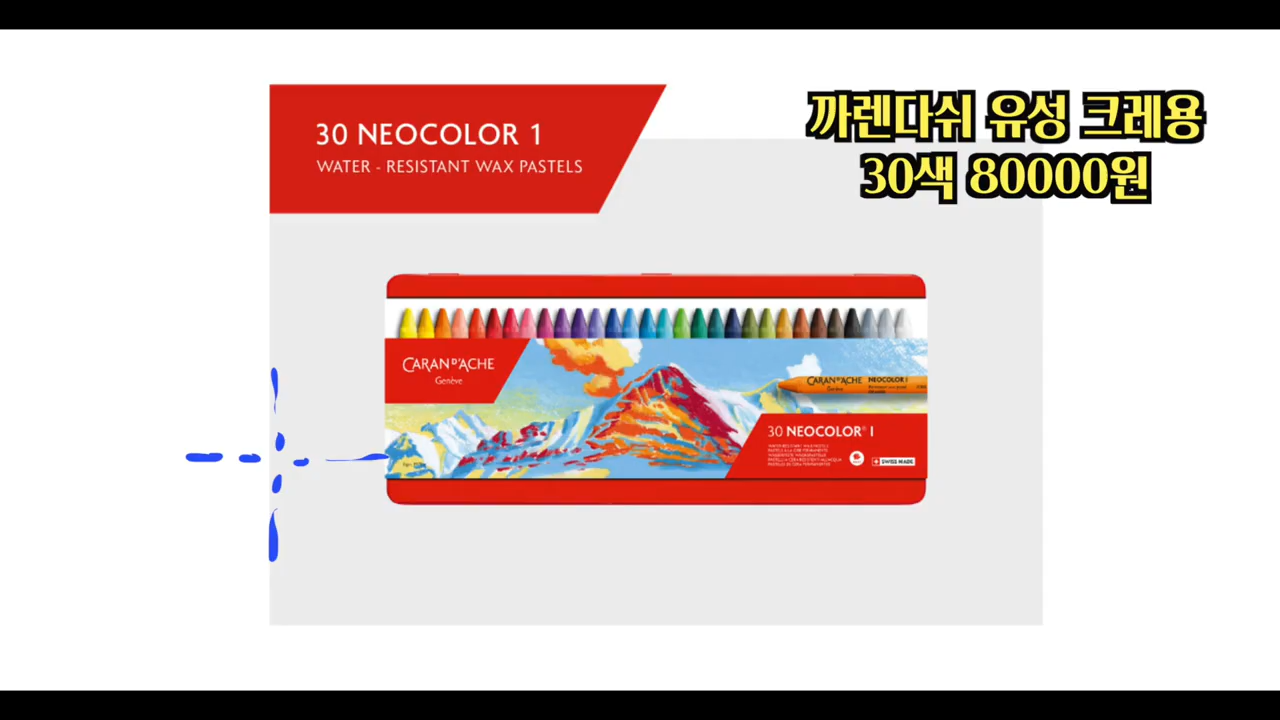 30 NEOCOLOR 1
WATER - RESISTANT WAX PASTELS
까렌다쉬 유성 크레용
30색 80000원
CARAN D'ACHE
Genève
CARAN D'ACHE
Genève
NEOCOLOR I
30 NEOCOLOR® I
SWISS MADE